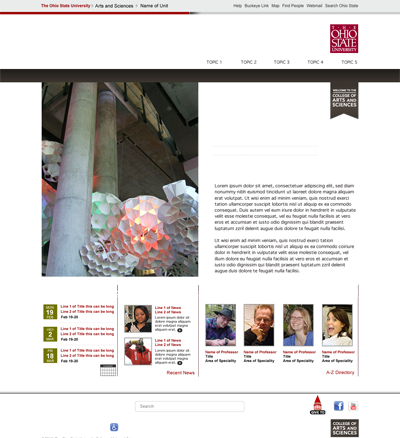 The Ohio State University › Arts and Sciences › Name of Unit
Help Buckeye Link Map Find People Webmail Search Ohio State
THE
OHIO
STATE
UNIVERSITY
TOPIC 1 TOPIC 2 TOPIC 3 TOPIC 4 TOPIC 5
WELCOME TO THE
COLLEGE OF
ARTS AND
SCIENCES
Lorem ipsum dolor sit amet, consectetuer adipiscing elit, sed diam
nonummy nibh euismod tincidunt ut laoreet dolore magna aliquam
erat volutpat. Ut wisi enim ad minim veniam, quis nostrud exerci
tation ullamcorper suscipit lobortis nisl ut aliquip ex ea commodo
consequat. Duis autem vel eum iriure dolor in hendrerit in vulputate
velit esse molestie consequat, vel eu feugiat nulla facilisis at vero
eros et accumsan et iusto odio dignissim qui blandit praesent
luptatum zzril delenit augue duis dolore te feugait nulla facilisi.
Ut wisi enim ad minim veniam, quis nostrud exerci tation
ullamcorper suscipit lobortis nisl ut aliquip ex ea commodo
consequat. Duis autem vel eum iriure dolor in hendrerit in vulputate
velit esse molestie consequat, vel
illum dolore eu feugiat nulla facilisis at vero eros et accumsan et
iusto odio dignissim qui blandit praesent luptatum zzril delenit
augue duis dolore te feugait nulla facilisi.
MON
19
FEB
Line 1 of Title this can be long
Line 2 of Title this can be long
Feb 19-20
2
MAR
Line 1 of Title this can be long
Line 2 of Title this can be long
Feb 19-20
18
MAR
Line 1 of Title this can be long
Line 2 of Title this can be long
Feb 19-20
Line 1 of News
Line 2 of News
Lorem ipsum dolor sit
dolore magna aliquam
erat volutpat.
Line 1 of News
Line 2 of News
Lorem ipsum dolor sit
dolore magna aliquam
erat volutpat.
Recent News
Name of Professor
Title
Area of Speciality
Name of Professor
Title
Area of Speciality
Name of Professor
Title
Area of Speciality
Name of Professor
Title
Area of Speciality
A-Z Directory
Search
GIVE TO
f
You
COLLEGE OF
ARTS AND
SCIENCES